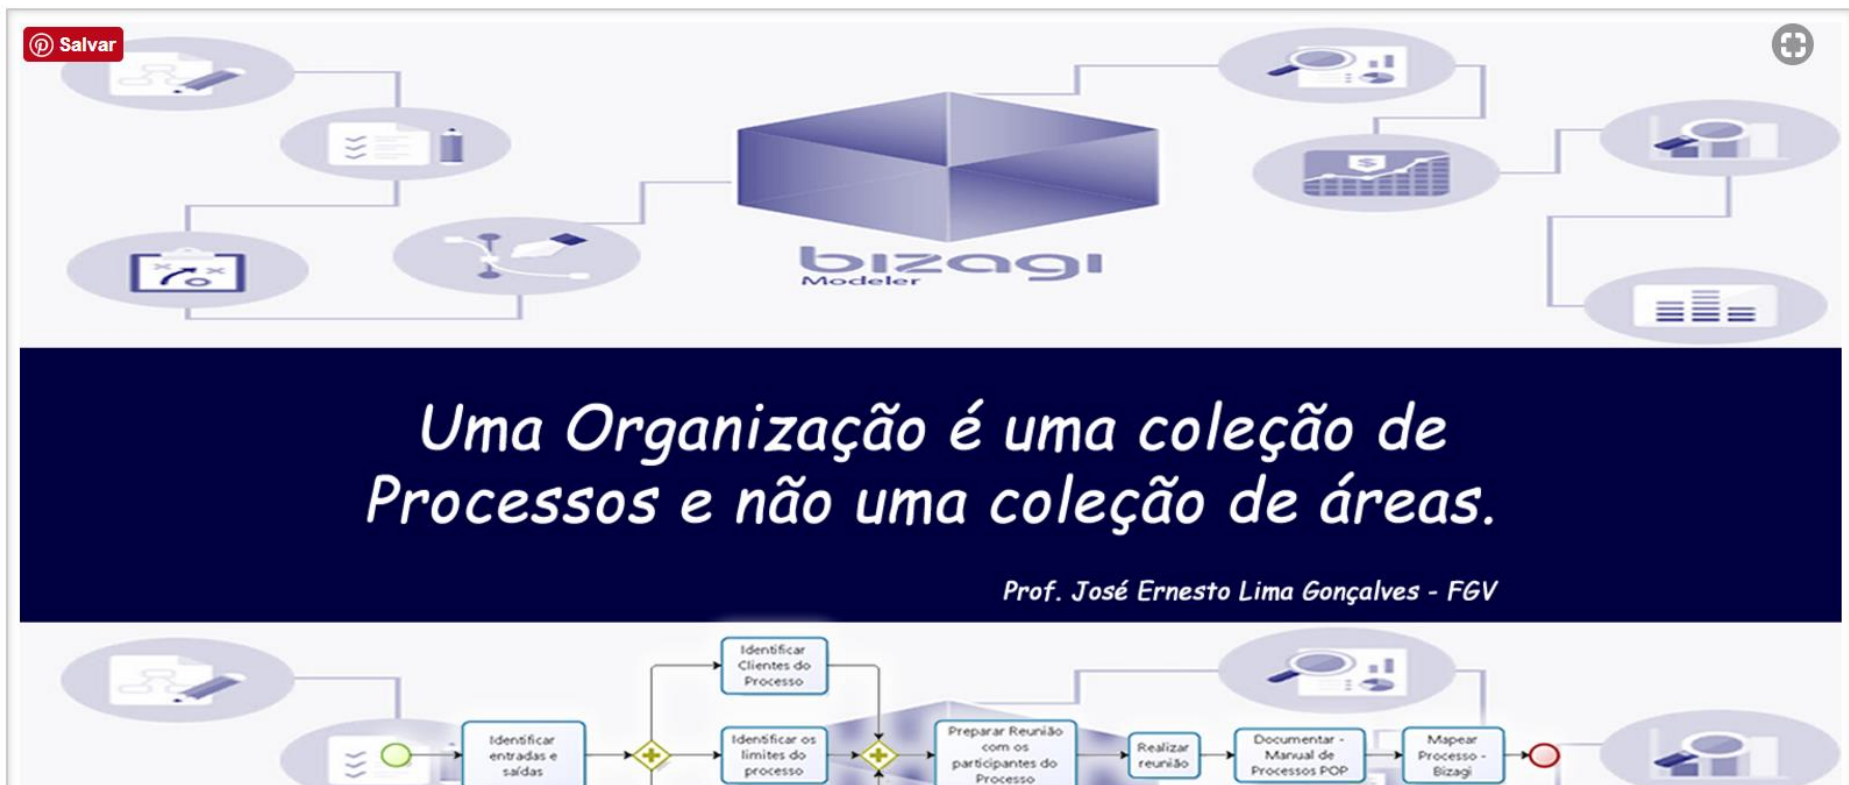 Salvar
bizagi
Modeler
Uma Organização é uma coleção de
Processos e não uma coleção de áreas.
Prof. José Ernesto Lima Gonçalves - FGV
Identificar
Clientes do
Processo
Identificar
entradas e
saídas
Identificar os
limites do
processo
Preparar Reunião
com os
participantes do
Processo
Realizar
reunião
Documentar -
Manual de
Processos POP
Mapear
Processo -
Bizagi